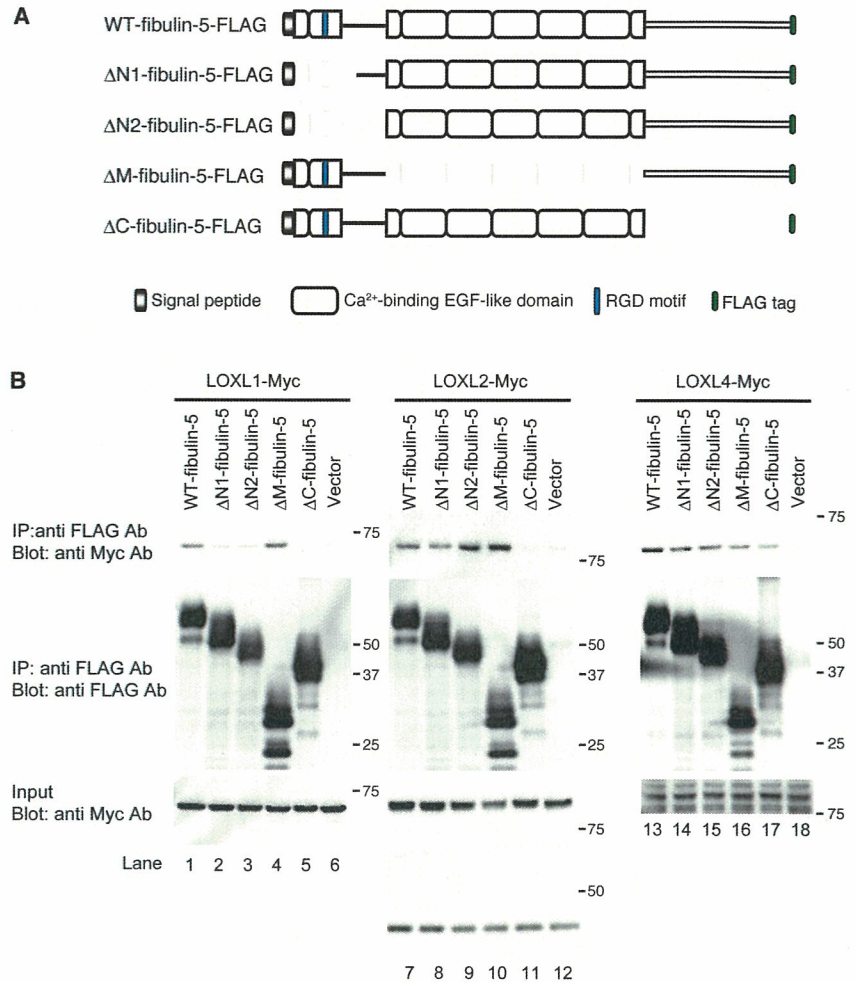 A
WT-fibulin-5-FLAG
ΔN1-fibulin-5-FLAG
ΔN2-fibulin-5-FLAG
ΔM-fibulin-5-FLAG
ΔC-fibulin-5-FLAG
Signal peptide
Ca²⁺-binding EGF-like domain
RGD motif
FLAG tag
B
LOXL1-Myc
LOXL2-Myc
LOXL4-Myc
WT-fibulin-5
ΔN1-fibulin-5
ΔN2-fibulin-5
ΔM-fibulin-5
ΔC-fibulin-5
Vector
WT-fibulin-5
ΔN1-fibulin-5
ΔN2-fibulin-5
ΔM-fibulin-5
ΔC-fibulin-5
Vector
WT-fibulin-5
ΔN1-fibulin-5
ΔN2-fibulin-5
ΔM-fibulin-5
ΔC-fibulin-5
Vector
IP:anti FLAG Ab
Blot: anti Myc Ab
-75
-75
-75
IP: anti FLAG Ab
Blot: anti FLAG Ab
-50
-37
-25
-50
-37
-25
-50
-37
-25
Input
Blot: anti Myc Ab
-75
-75
-50
-75
Lane 1 2 3 4 5 6
7 8 9 10 11 12
13 14 15 16 17 18